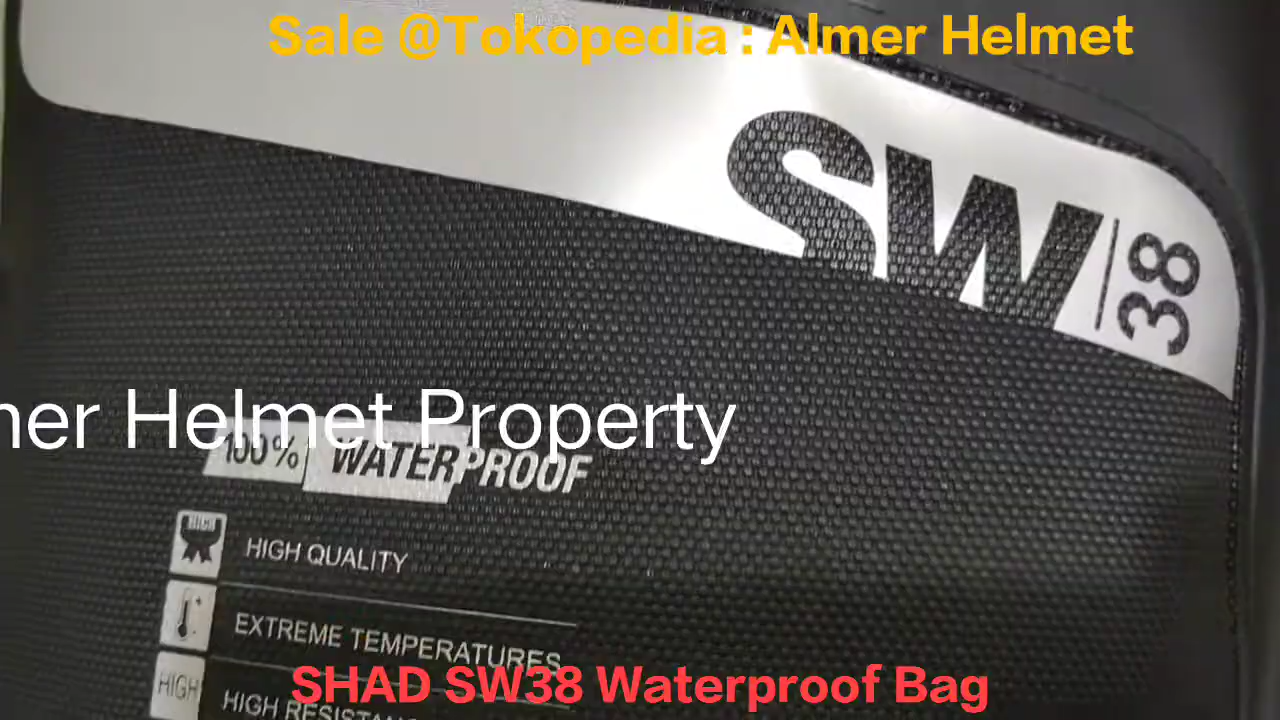 Sale @Tokopedia : Almer Helmet
SW
38
ner Helmet Property
100% WATERPROOF
HIGH
HIGH QUALITY
EXTREME TEMPERATURES
HIGH
HIGH
SHAD SW38 Waterproof Bag